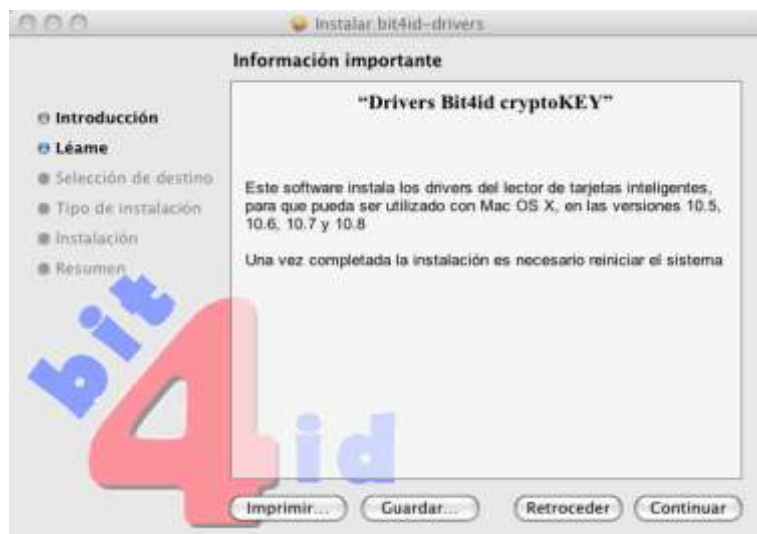 Instalar bit4id-drivers
Información importante
Introducción
Léame
Selección de destino
Tipo de instalación
Instalación
Resumen
“Drivers Bit4id cryptoKEY”
Este software instala los drivers del lector de tarjetas inteligentes,
para que pueda ser utilizado con Mac OS X, en las versiones 10.5,
10.6, 10.7 y 10.8
Una vez completada la instalación es necesario reiniciar el sistema
bit
4
id
Imprimir... Guardar... Retroceder Continuar